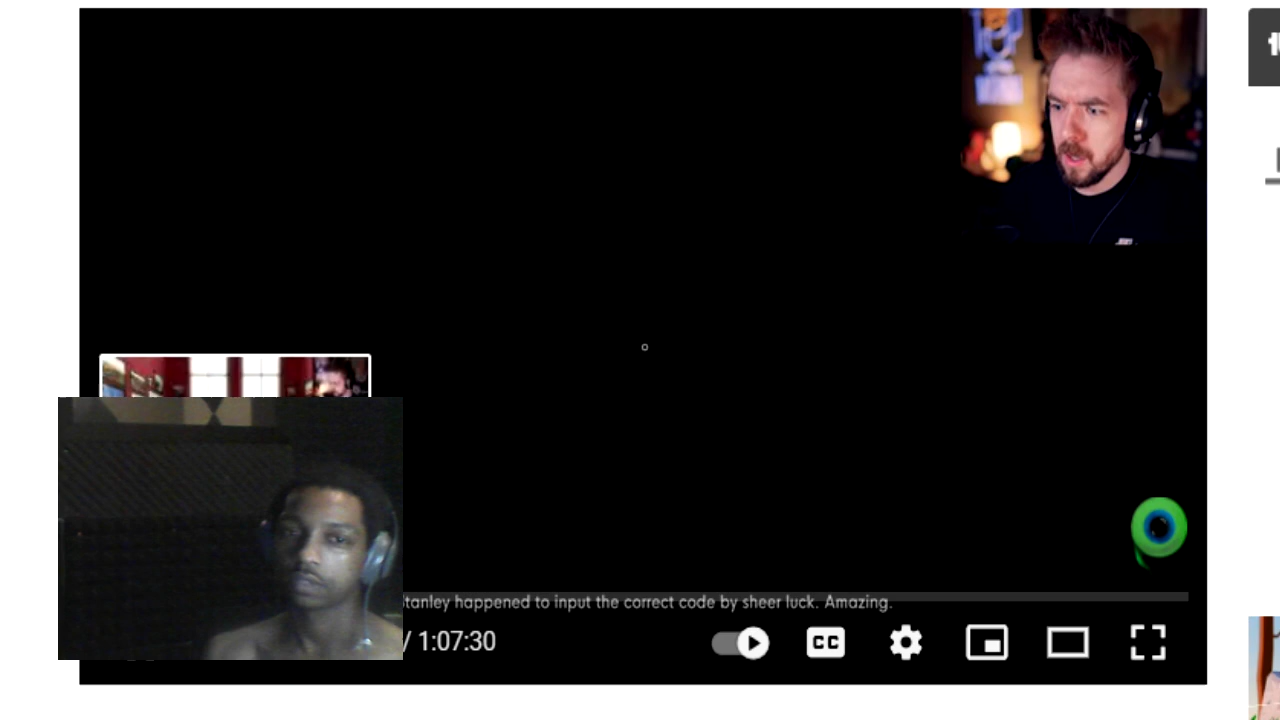 tanley happened to input the correct code by sheer luck. Amazing.
/ 1:07:30
CC